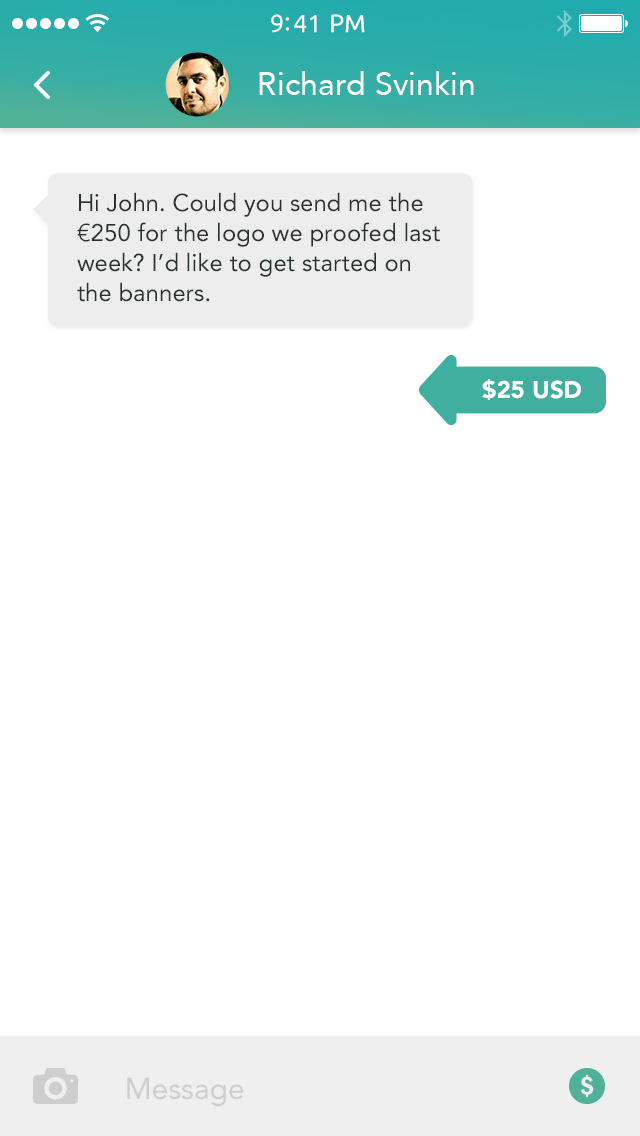 9:41 PM
Richard Svinkin
Hi John. Could you send me the
€250 for the logo we proofed last
week? I’d like to get started on
the banners.
$25 USD
Message
$